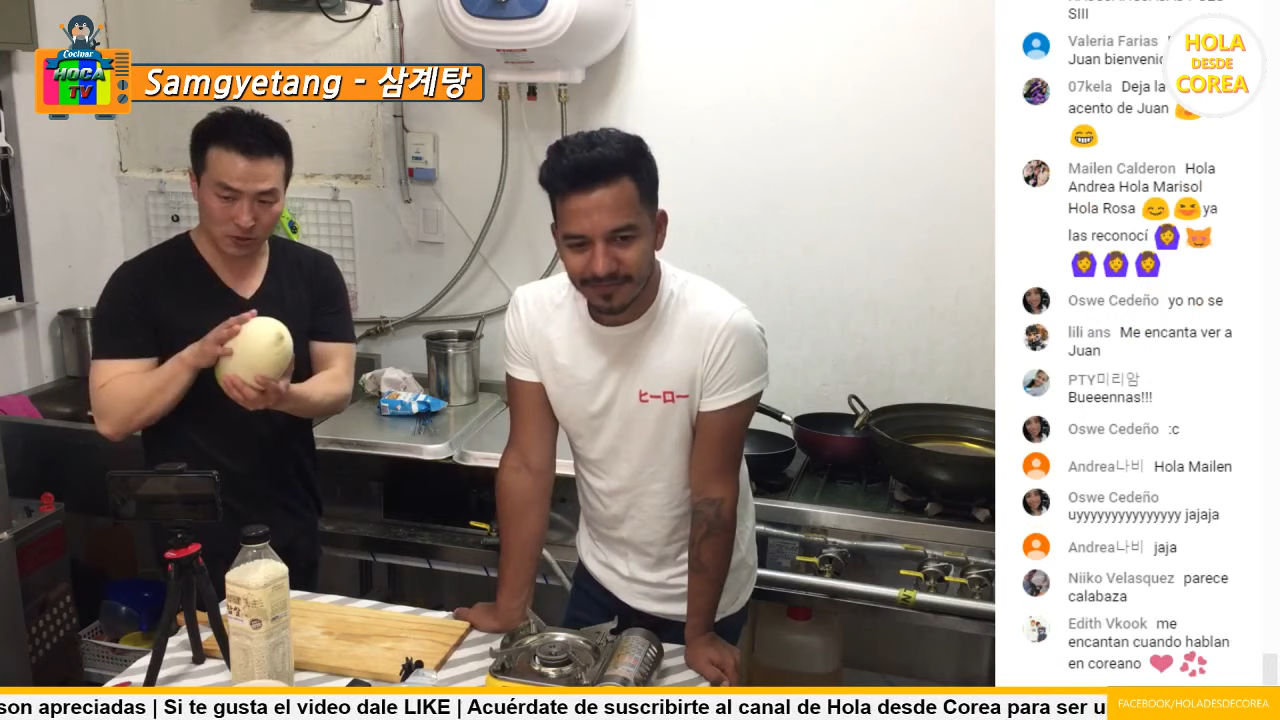 Cocinar
HOCA
TV
Samgyetang - 삼계탕
SIII
Valeria Farias
Juan bienvenid
07kela Deja la
acento de Juan
Mailen Calderon Hola
Andrea Hola Marisol
Hola Rosa ya
las reconocí
Oswe Cedeño yo no se
lili ans Me encanta ver a
Juan
PTY미리암
Bueeennas!!!
Oswe Cedeño :c
Andrea나비 Hola Mailen
Oswe Cedeño
uyyyyyyyyyyyyyyy jajaja
Andrea나비 jaja
Niiko Velasquez parece
calabaza
Edith Vkook me
encantan cuando hablan
en coreano
HOLA
DESDE
COREA
ヒーロー
son apreciadas | Si te gusta el video dale LIKE | Acuérdate de suscribirte al canal de Hola desde Corea para ser u
FACEBOOK/HOLADESDECOREA